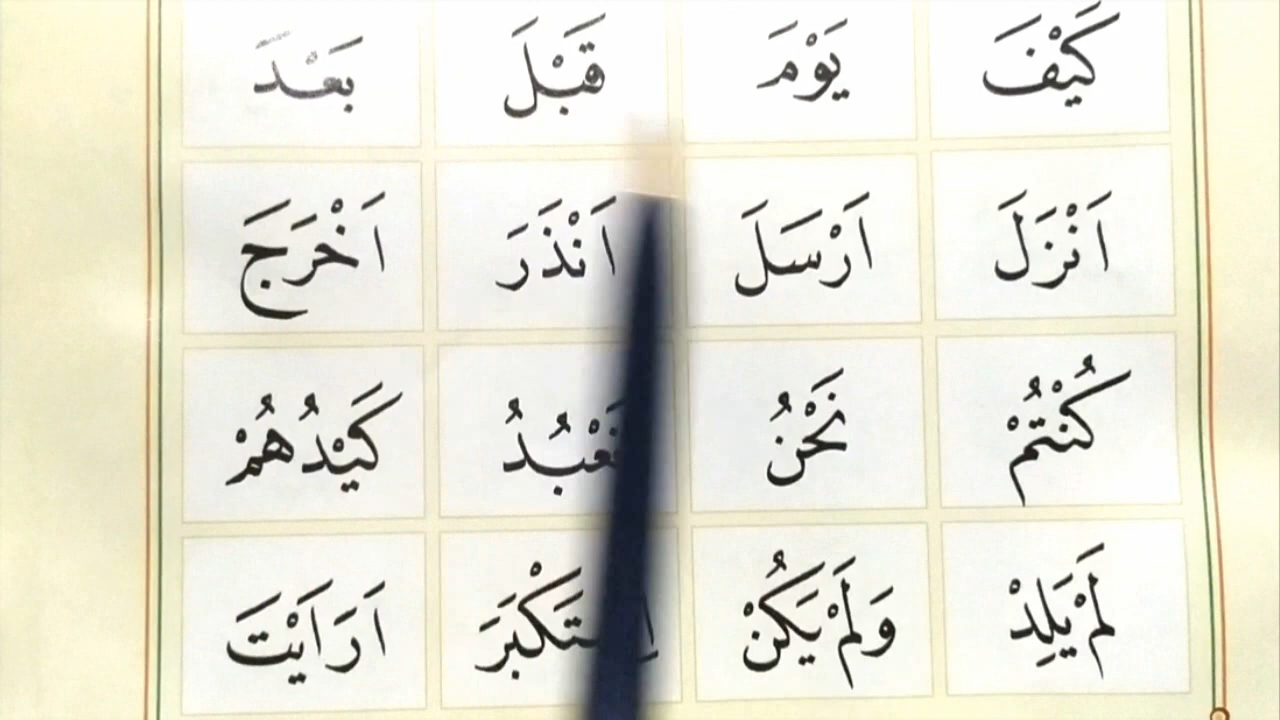 كَيْفَ يَوْمَ قَبْلَ بَعْدَ
اَنْزَلَ اَرْسَلَ اَنْذَرَ اَخْرَجَ
كُنْتُمْ نَحْنُ كَيْدُهُمْ
لَمْ يَلِدْ وَلَمْ يَكُنْ اَرَاَيْتَ